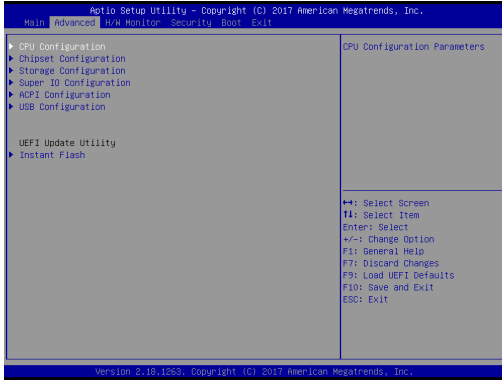 Aptio Setup Utility – Copyright (C) 2017 American Megatrends, Inc.
Main Advanced H/W Monitor Security Boot Exit
CPU Configuration
Chipset Configuration
Storage Configuration
Super IO Configuration
ACPI Configuration
USB Configuration
UEFI Update Utility
Instant Flash
CPU Configuration Parameters
↔: Select Screen
↑↓: Select Item
Enter: Select
+/-: Change Option
F1: General Help
F7: Discard Changes
F9: Load UEFI Defaults
F10: Save and Exit
ESC: Exit
Version 2.18.1263. Copyright (C) 2017 American Megatrends, Inc.